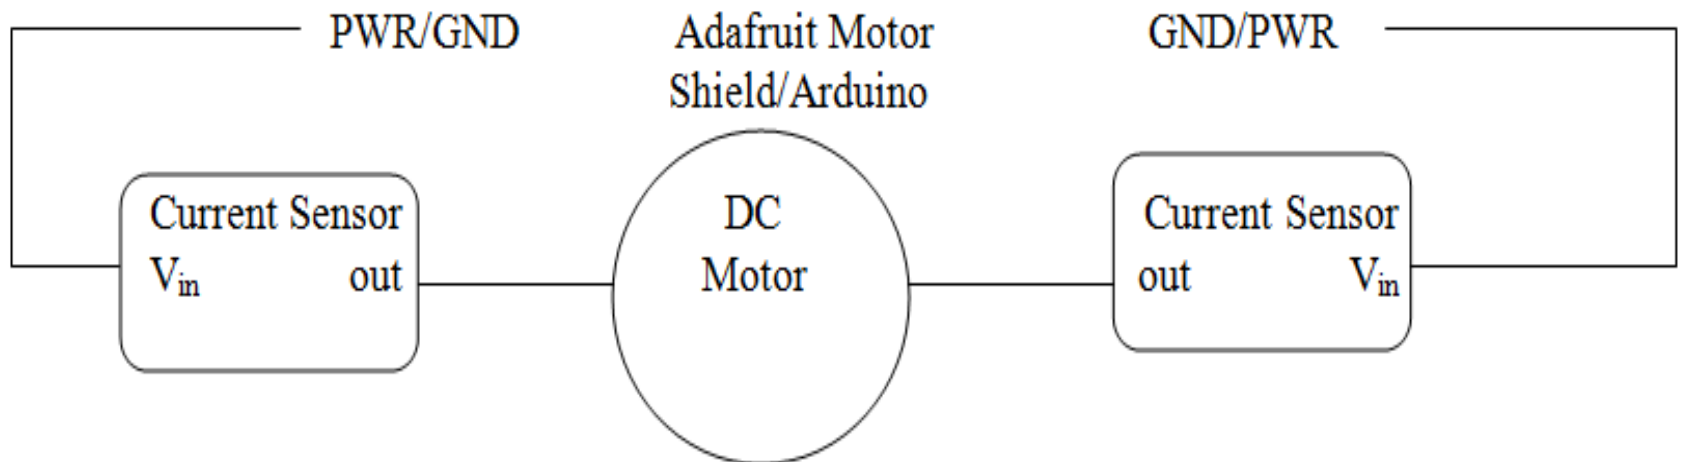 PWR/GND
Adafruit Motor
Shield/Arduino
GND/PWR
Current Sensor
Vin out
DC
Motor
Current Sensor
out Vin